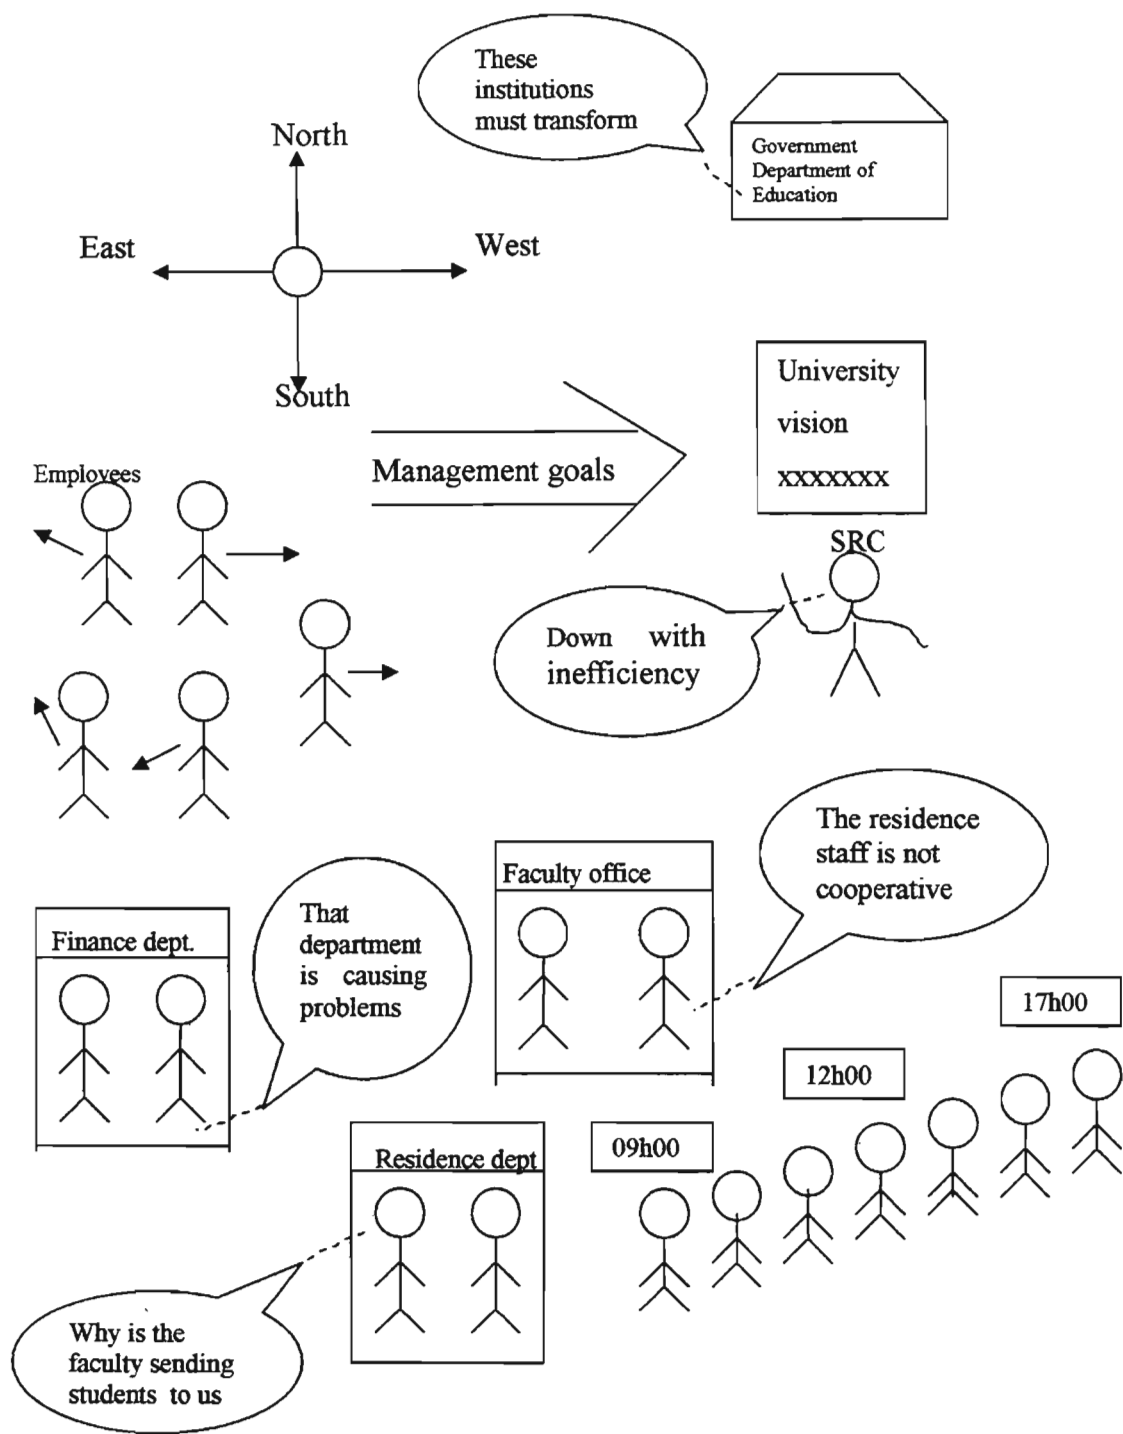 These
institutions
must transform
Government
Department of
Education
North
East
West
South
University
vision
xxxxxxx
Management goals
Employees
SRC
Down with
inefficiency
The residence
staff is not
cooperative
Faculty office
That
department
is causing
problems
Finance dept.
17h00
12h00
09h00
Residence dept
Why is the
faculty sending
students to us